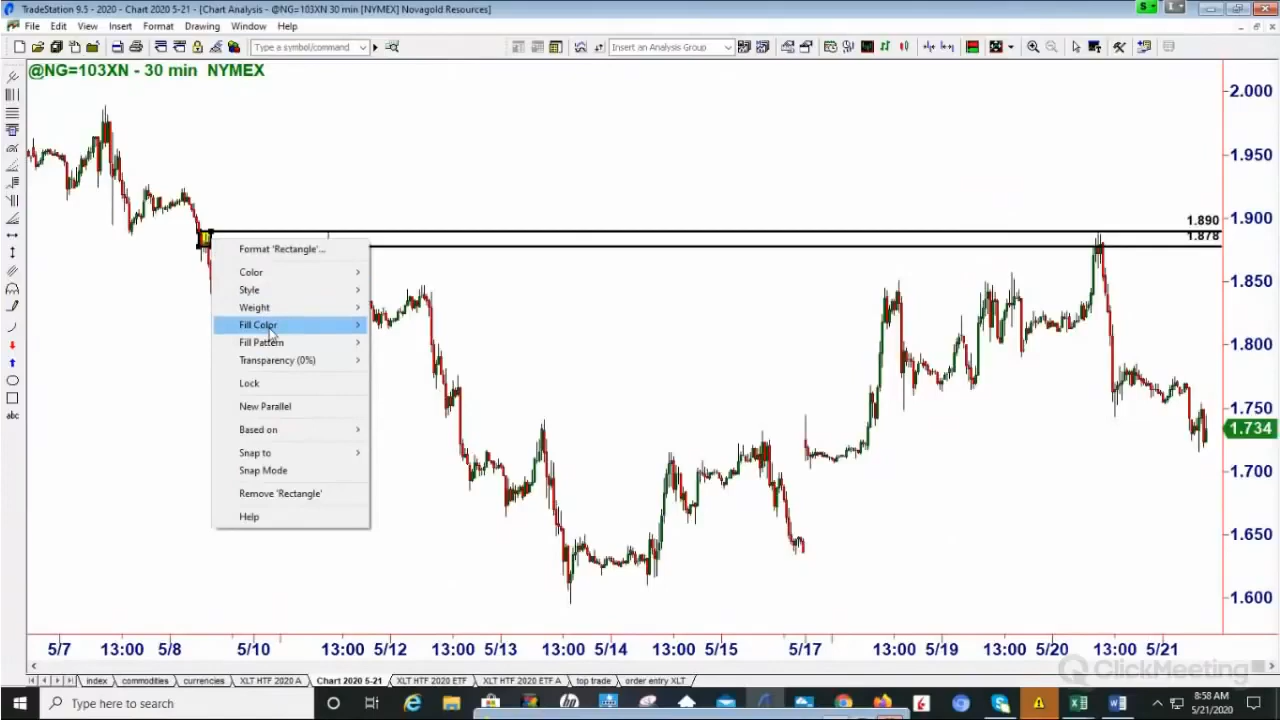 TradeStation 9.5 - 2020 - Chart 2020 5-21 - [Chart Analysis - @NG=103XN 30 min [NYMEX] Novagold Resources]
File Edit View Insert Format Drawing Window Help
Type a symbol/command
Insert an Analysis Group
@NG=103XN - 30 min NYMEX
2.000
1.950
1.900
1.890
1.878
1.850
1.800
1.750
1.734
1.700
1.650
1.600
Format 'Rectangle'...
Color
Style
Weight
Fill Color
Fill Pattern
Transparency (0%)
Lock
New Parallel
Based on
Snap to
Snap Mode
Remove 'Rectangle'
Help
abc
5/7 13:00 5/8 5/10 13:00 5/12 13:00 5/13 13:00 5/14 13:00 5/15 5/17 13:00 5/19 13:00 5/20 13:00 5/21
ClickMeeting
index commodities currencies XLT HTF 2020 A Chart 2020 5-21 XLT HTF 2020 ETF XLT HTF 2020 ETF A top trade order entry XLT
Type here to search
8:58 AM
5/21/2020